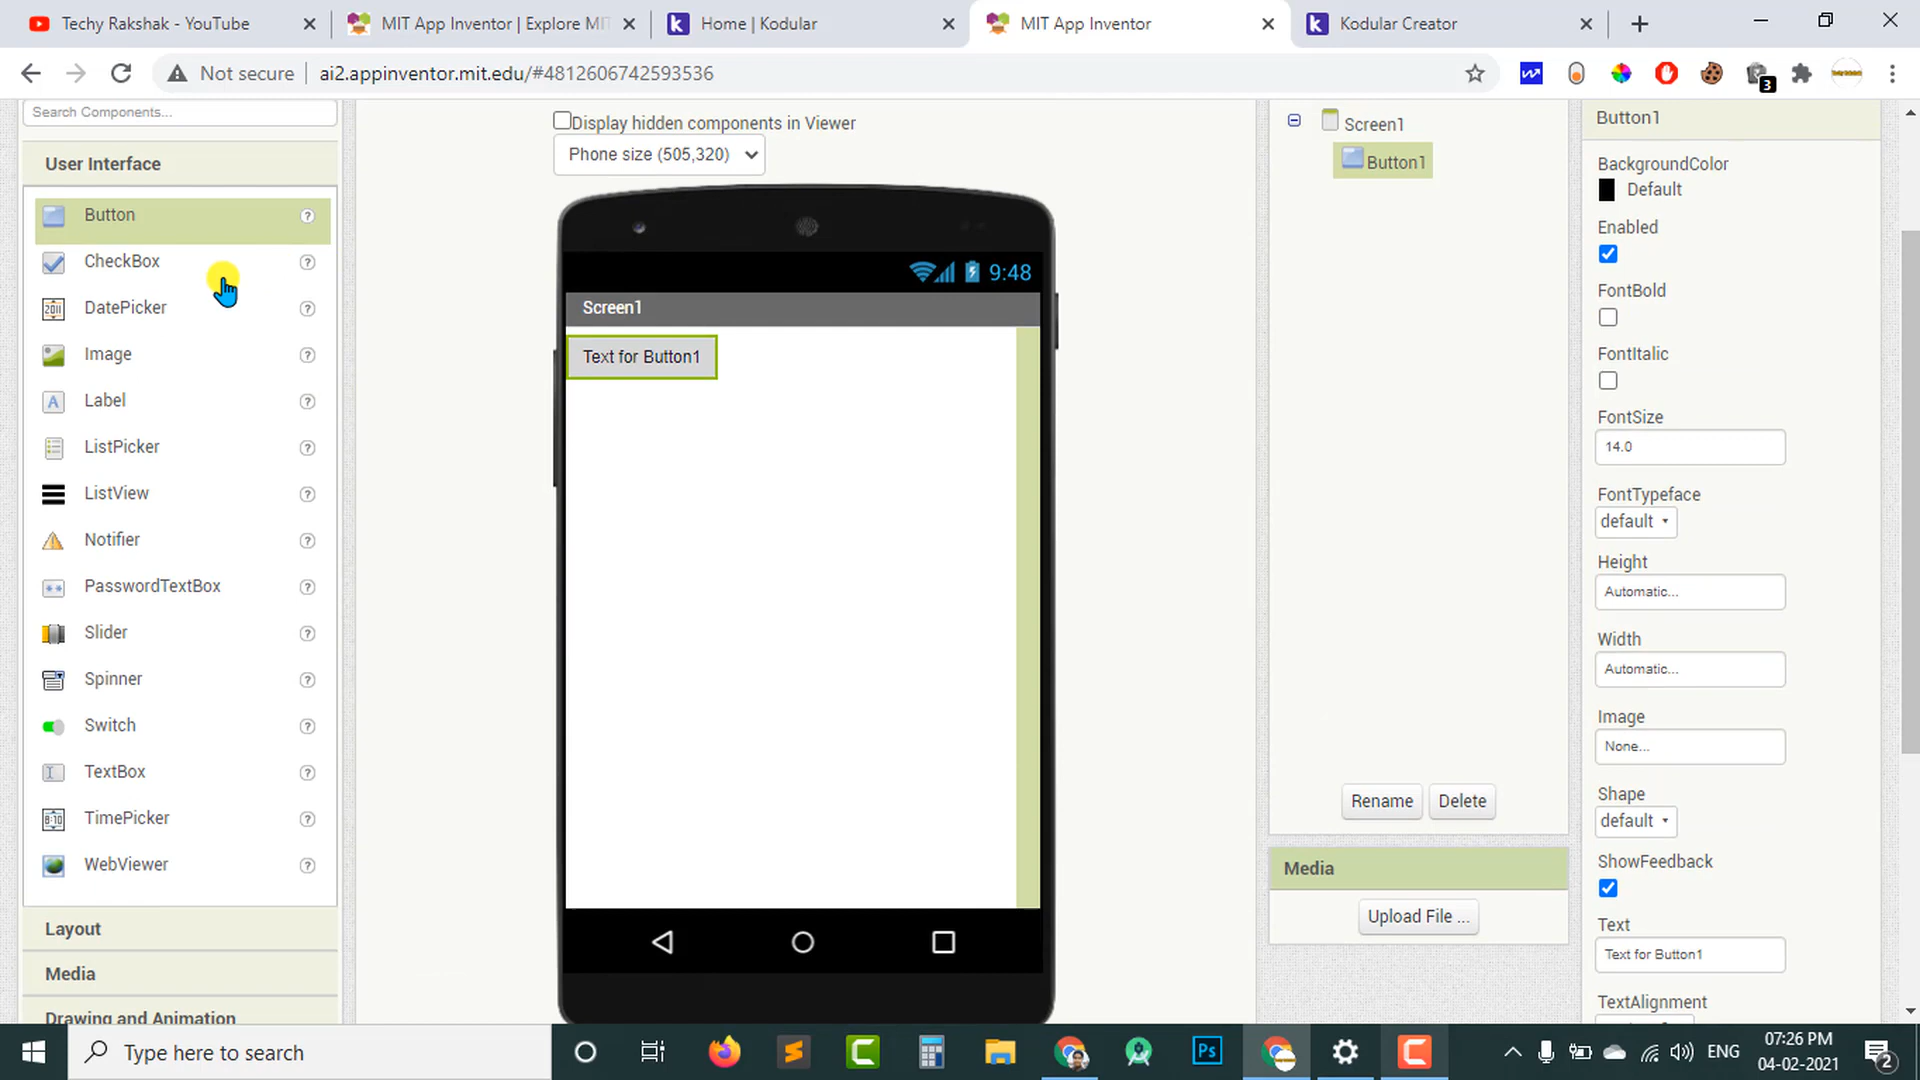 Techy Rakshak - YouTube
MIT App Inventor | Explore MIT
Home | Kodular
MIT App Inventor
Kodular Creator
Not secure
ai2.appinventor.mit.edu/#4812606742593536
3
Search Components...
User Interface
Button
CheckBox
DatePicker
Image
Label
ListPicker
ListView
Notifier
PasswordTextBox
Slider
Spinner
Switch
TextBox
TimePicker
WebViewer
Layout
Media
Drawing and Animation
Display hidden components in Viewer
Phone size (505,320)
9:48
Screen1
Text for Button1
Screen1
Button1
Rename
Delete
Media
Upload File ...
Button1
BackgroundColor
Default
Enabled
FontBold
FontItalic
FontSize
14.0
FontTypeface
default
Height
Automatic...
Width
Automatic...
Image
None...
Shape
default
ShowFeedback
Text
Text for Button1
TextAlignment
Type here to search
Ps
ENG
07:26 PM
04-02-2021
2